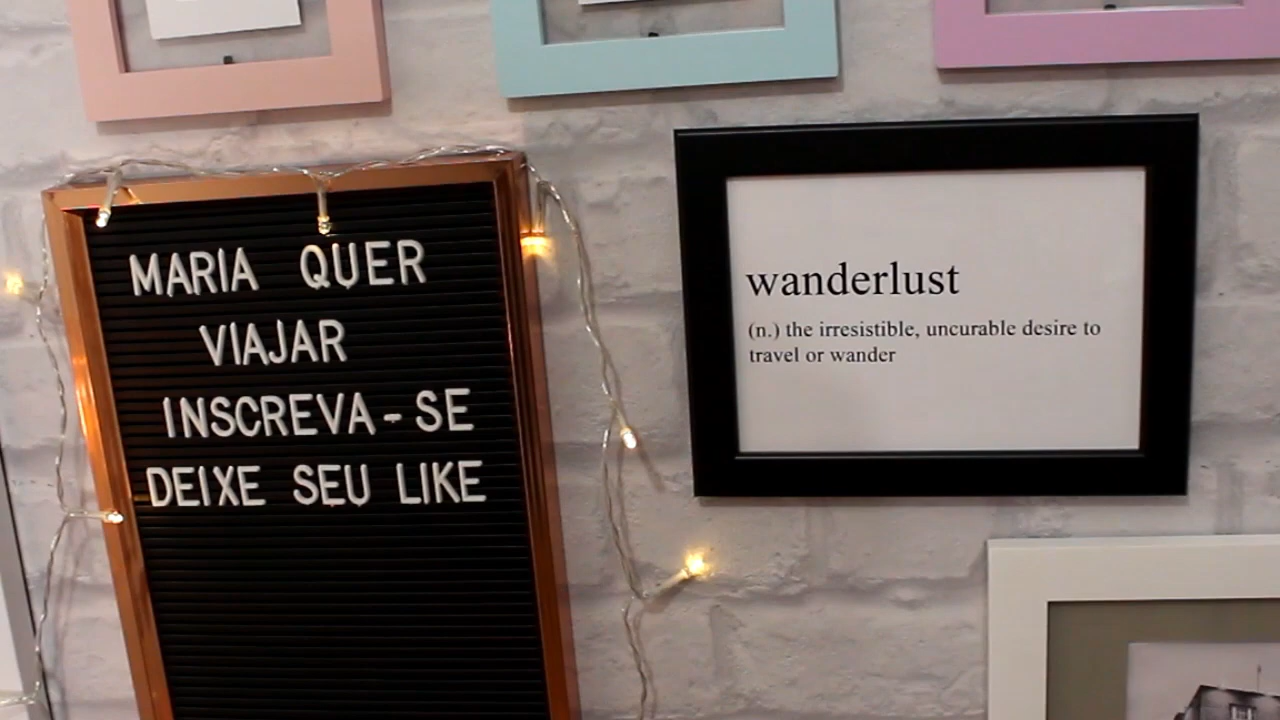 MARIA QUER
VIAJAR
INSCREVA-SE
DEIXE SEU LIKE
wanderlust
(n.) the irresistible, uncurable desire to
travel or wander